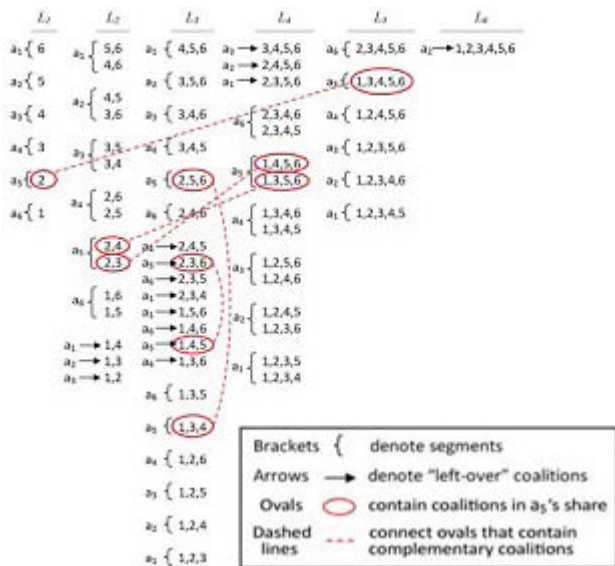 L1 L2 L3 L4 L5 L6
a1 { 6
a2 { 5
a3 { 4
a4 { 3
a5 { 2
a6 { 1
a1 { 5,6
4,6
a2 { 4,5
3,6
a3 { 3,5
3,4
a4 { 2,6
2,5
a5 { 2,4
2,3
a6 { 1,6
1,5
a1 → 1,4
a2 → 1,3
a3 → 1,2
a1 { 4,5,6
a2 { 3,5,6
a3 { 3,4,6
a4 { 3,4,5
a5 { 2,5,6
a6 { 2,4,6
a1 → 2,4,5
a5 → 2,3,6
a6 → 2,3,5
a1 → 2,3,4
a1 → 1,5,6
a6 → 1,4,6
a5 → 1,4,5
a4 → 1,3,6
a6 { 1,3,5
a5 { 1,3,4
a4 { 1,2,6
a3 { 1,2,5
a2 { 1,2,4
a1 { 1,2,3
a3 → 3,4,5,6
a2 → 2,4,5,6
a1 → 2,3,5,6
a6 { 2,3,4,6
2,3,4,5
a5 { 1,4,5,6
1,3,5,6
a4 { 1,3,4,6
1,3,4,5
a3 { 1,2,5,6
1,2,4,6
a2 { 1,2,4,5
1,2,3,6
a1 { 1,2,3,5
1,2,3,4
a6 { 2,3,4,5,6
a5 { 1,3,4,5,6
a4 { 1,2,4,5,6
a3 { 1,2,3,5,6
a2 { 1,2,3,4,6
a1 { 1,2,3,4,5
a2 → 1,2,3,4,5,6
Brackets { denote segments
Arrows → denote "left-over" coalitions
Ovals contain coalitions in a5's share
Dashed lines connect ovals that contain
complementary coalitions